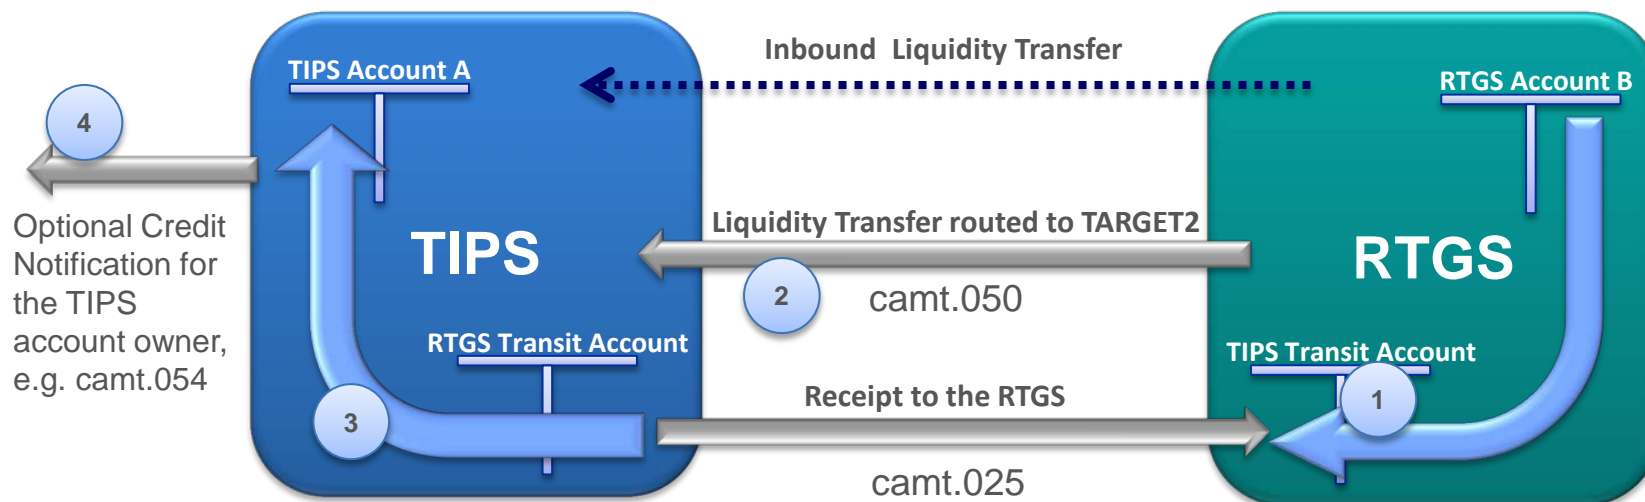 Inbound  Liquidity Transfer
TIPS Account A
RTGS Account B
4
Optional Credit
Notification for
the TIPS
account owner,
e.g. camt.054
TIPS
Liquidity Transfer routed to TARGET2
2
camt.050
RTGS
RTGS Transit Account
3
TIPS Transit Account
1
Receipt to the RTGS
camt.025